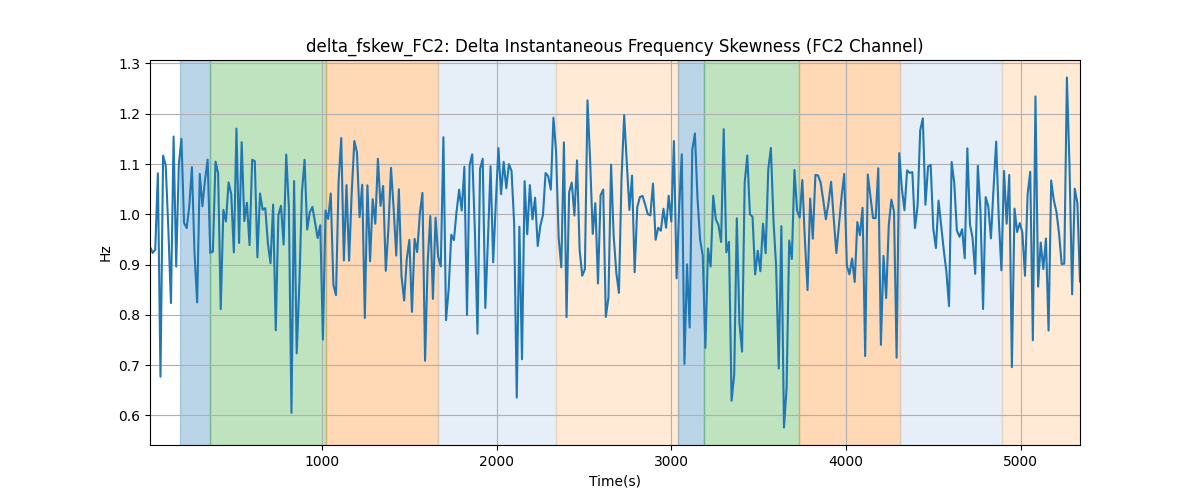 delta_fskew_FC2: Delta Instantaneous Frequency Skewness (FC2 Channel)
1.3
1.2
1.1
1.0
0.9
0.8
0.7
0.6
Hz
1000 2000 3000 4000 5000
Time(s)